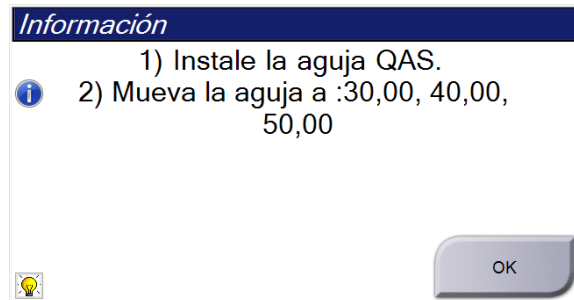 Información
1) Instale la aguja QAS.
2) Mueva la aguja a :30,00, 40,00,
50,00
OK